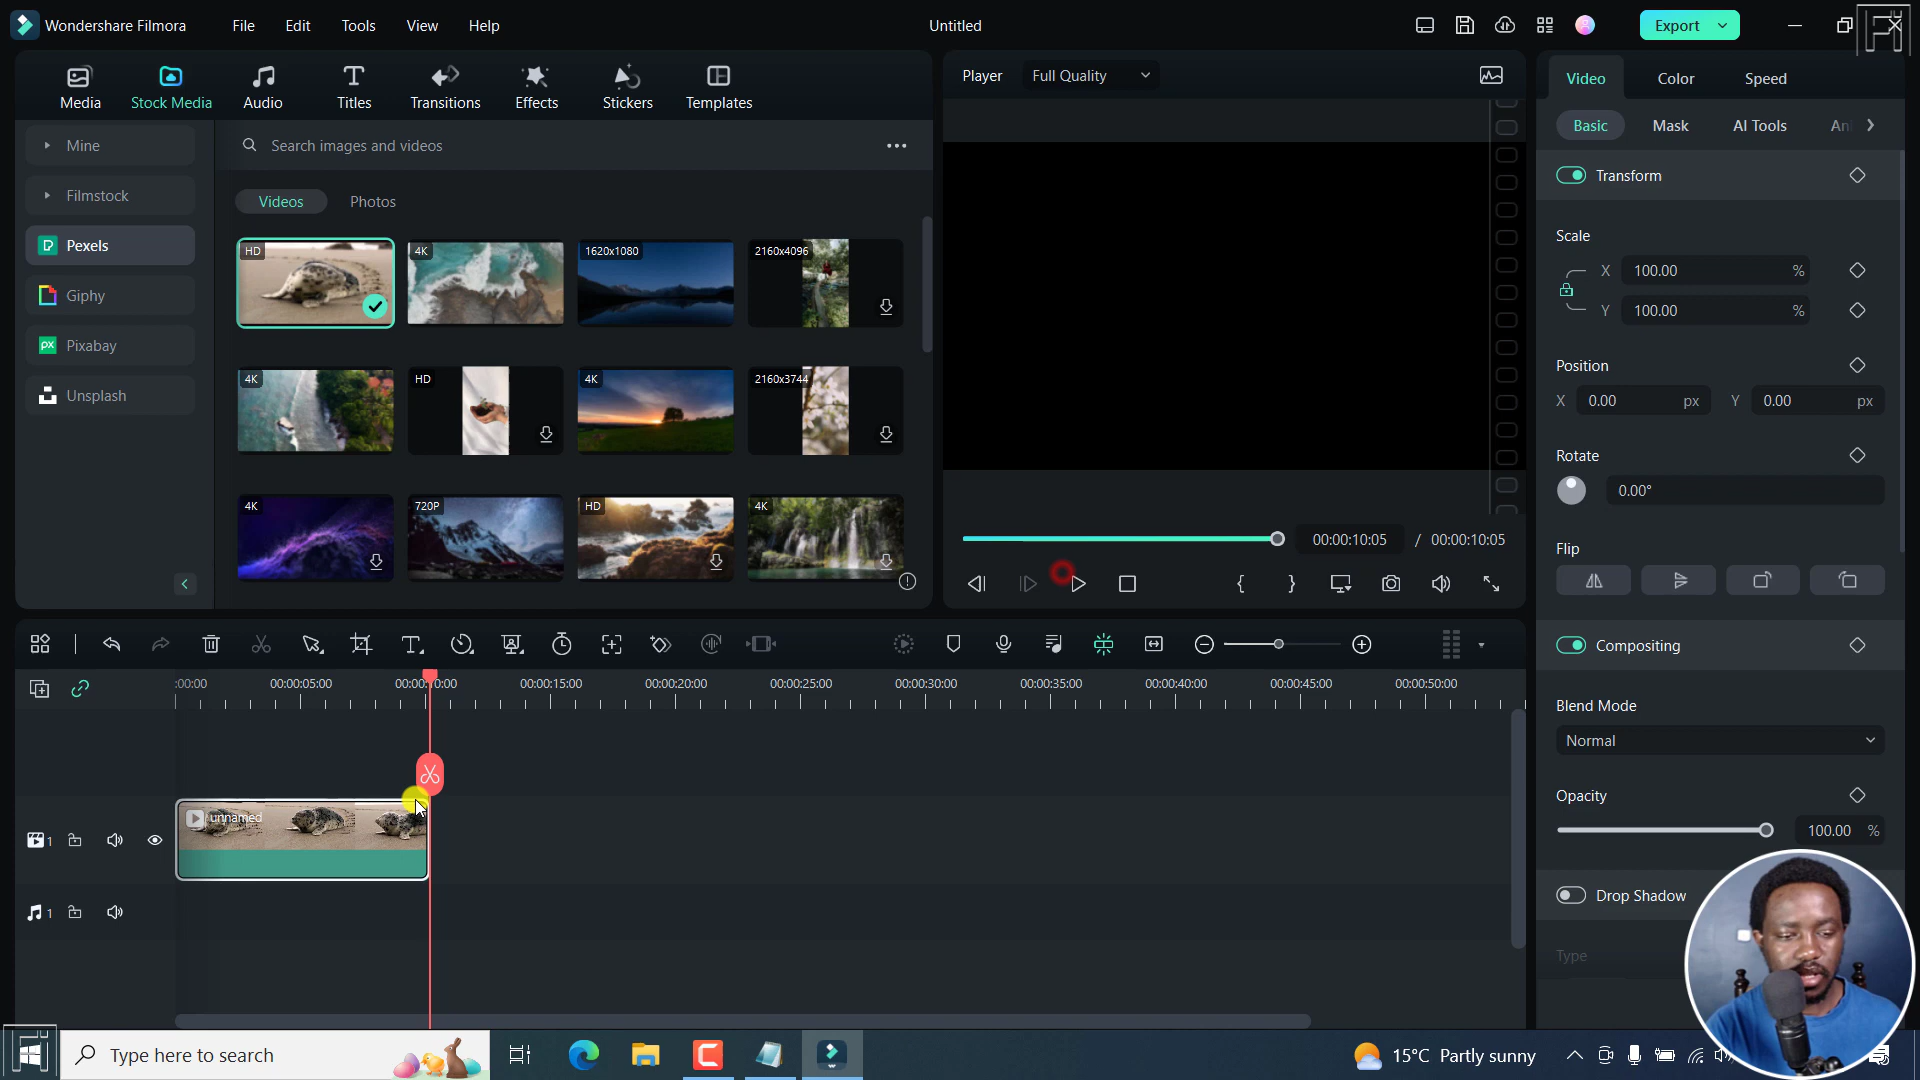 Wondershare Filmora
File
Edit
Tools
View
Help
Untitled
Export
Media
Stock Media
Audio
Titles
Transitions
Effects
Stickers
Templates
Player
Full Quality
Video
Color
Speed
Basic
Mask
AI Tools
Mine
Filmstock
Pexels
Giphy
Pixabay
Unsplash
Search images and videos
Videos
Photos
HD
4K
1620x1080
2160x4096
4K
HD
4K
2160x3744
4K
720P
HD
4K
Transform
Scale
X
100.00
%
Y
100.00
%
Position
X
0.00
px
Y
0.00
px
Rotate
0.00°
Flip
00:00:10:05
/ 00:00:10:05
Compositing
Blend Mode
Normal
Opacity
100.00
%
Drop Shadow
Type
:00:00
00:00:05:00
00:00:10:00
00:00:15:00
00:00:20:00
00:00:25:00
00:00:30:00
00:00:35:00
00:00:40:00
00:00:45:00
00:00:50:00
unnamed
1
1
Type here to search
15°C Partly sunny